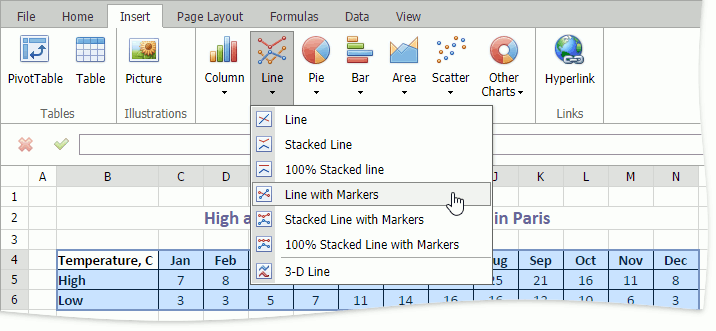 File Home Insert Page Layout Formulas Data View
PivotTable Table Picture Column Line Pie Bar Area Scatter Other Charts Hyperlink
Tables Illustrations Links
Line
Stacked Line
100% Stacked line
Line with Markers
Stacked Line with Markers
100% Stacked Line with Markers
3-D Line
A B C D J K L M N
1
2 High a in Paris
3
4 Temperature, C Jan Feb Sep Oct Nov Dec
5 High 7 8 25 21 16 11 8
6 Low 3 3 5 7 11 14 16 16 13 10 6 3